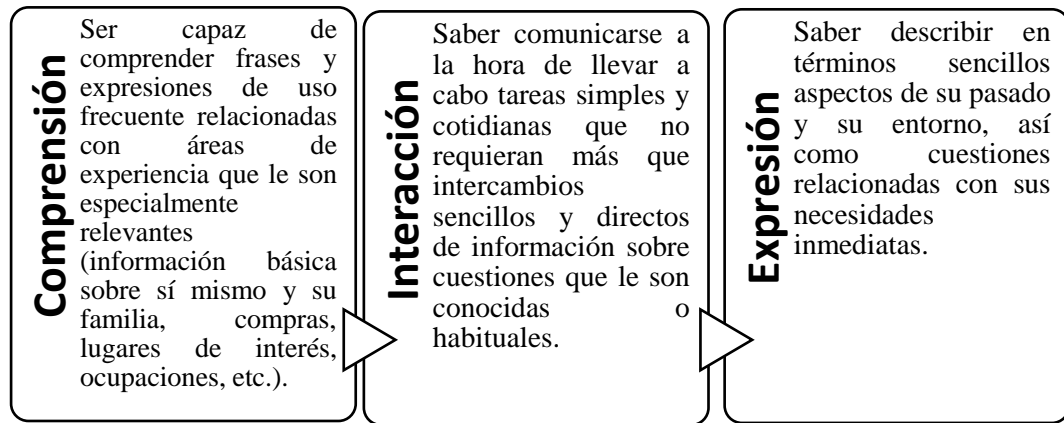 Comprensión
Ser capaz de
comprender frases y
expresiones de uso
frecuente relacionadas
con áreas de
experiencia que le son
especialmente
relevantes
(información básica
sobre sí mismo y su
familia, compras,
lugares de interés,
ocupaciones, etc.).
Interacción
Saber comunicarse a
la hora de llevar a
cabo tareas simples y
cotidianas que no
requieran más que
intercambios
sencillos y directos
de información sobre
cuestiones que le son
conocidas o
habituales.
Expresión
Saber describir en
términos sencillos
aspectos de su pasado
y su entorno, así
como cuestiones
relacionadas con sus
necesidades
inmediatas.